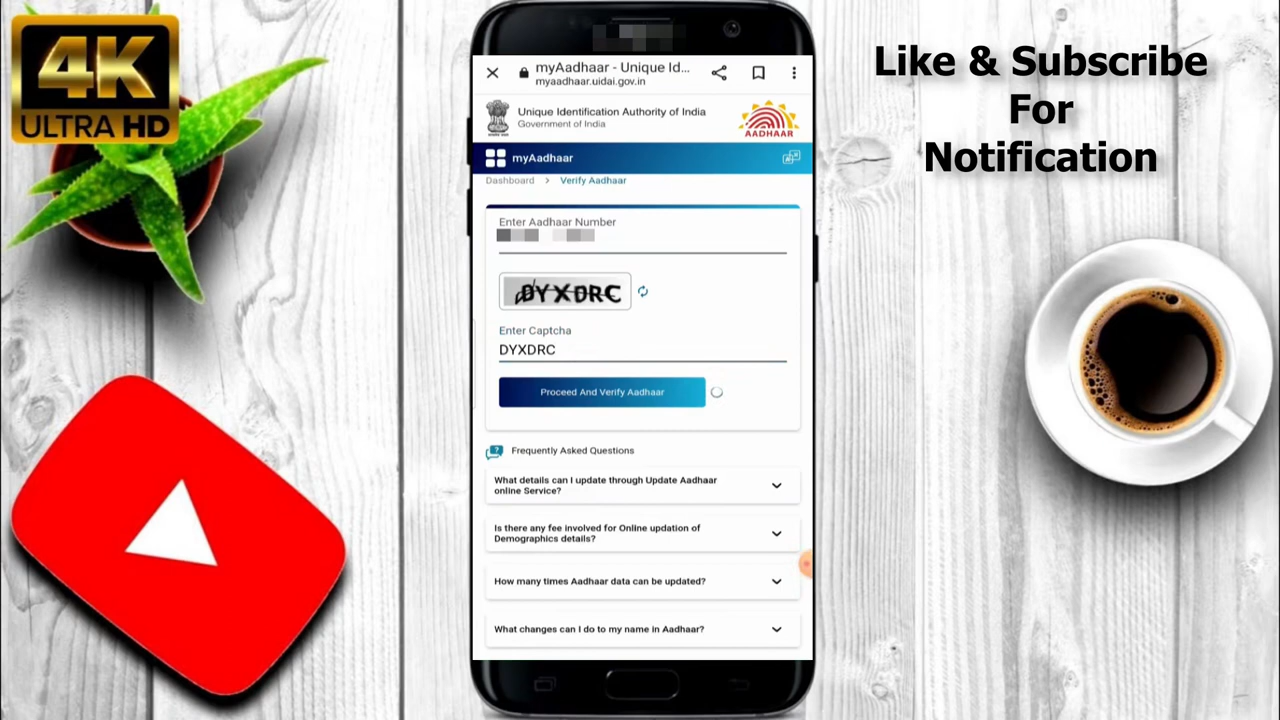 4K
ULTRA HD
Like & Subscribe
For
Notification
myAadhaar - Unique Id...
myaadhaar.uidai.gov.in
Unique Identification Authority of India
Government of India
AADHAAR
myAadhaar
Dashboard > Verify Aadhaar
Enter Aadhaar Number
DYXDRC
Enter Captcha
DYXDRC
Proceed And Verify Aadhaar
Frequently Asked Questions
What details can I update through Update Aadhaar
online Service?
Is there any fee involved for Online updation of
Demographics details?
How many times Aadhaar data can be updated?
What changes can I do to my name in Aadhaar?